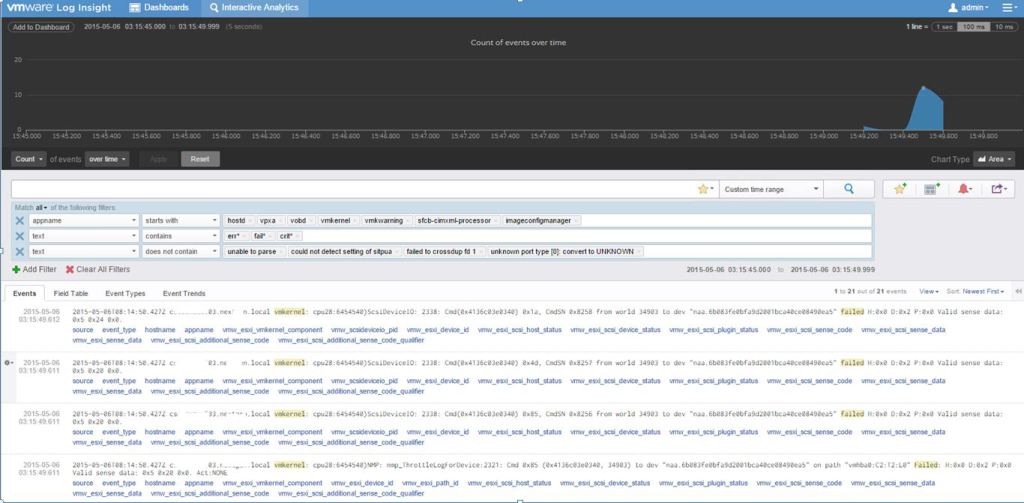 vmware Log Insight Dashboards Interactive Analytics admin
Add to Dashboard 2015-05-06 03:15:45.000 to 03:15:49.999 (5 seconds) 1 line = 1 sec 100 ms 10 ms
Count of events over time
20
10
0
15:45.000 15:45.200 15:45.400 15:45.600 15:45.800 15:46.000 15:46.200 15:46.400 15:46.600 15:46.800 15:47.000 15:47.200 15:47.400 15:47.600 15:47.800 15:48.000 15:48.200 15:48.400 15:48.600 15:48.800 15:49.000 15:49.200 15:49.400 15:49.600 15:49.800
Count of events over time Apply Reset Chart Type Area
Custom time range
Match all of the following filters:
appname starts with hostd vpxa vobd vmkernel vmkwarning sfcb-cimxml-processor imageconfigmanager
text contains err* fail* crit*
text does not contain unable to parse could not detect setting of sitpua failed to crossdup fd 1 unknown port type [0]: convert to UNKNOWN
Add Filter Clear All Filters 2015-05-06 03:15:45.000 to 2015-05-06 03:15:49.999
Events Field Table Event Types Event Trends 1 to 21 out of 21 events View Sort: Newest First
2015-05-06 2015-05-06T08:14:50.427Z local vmkernel: cpu28:6454540)ScsiDeviceIO: 2338: Cmd(0x4136c03e0340) 0x1a, CmdSN 0x8258 from world 34903 to dev "naa.6b083fe0bfa9d2001bca40ce08490ea5" failed H:0x0 D:0x2 P:0x0 Valid sense data:
03:15:49.612 0x5 0x24 0x0.
source event_type hostname appname vmw_esxi_vmkernel_component vmw_scsideviceio_pid vmw_esxi_device_id vmw_esxi_scsi_host_status vmw_esxi_scsi_device_status vmw_esxi_scsi_plugin_status vmw_esxi_scsi_sense_code vmw_esxi_scsi_sense_data
vmw_esxi_sense_data vmw_esxi_scsi_additional_sense_code vmw_esxi_scsi_additional_sense_code_qualifier
2015-05-06 2015-05-06T08:14:50.427Z local vmkernel: cpu28:6454540)ScsiDeviceIO: 2338: Cmd(0x4136c03e0340) 0x4d, CmdSN 0x8257 from world 34903 to dev "naa.6b083fe0bfa9d2001bca40ce08490ea5" failed H:0x0 D:0x2 P:0x0 Valid sense data:
03:15:49.611 0x5 0x20 0x0.
source event_type hostname appname vmw_esxi_vmkernel_component vmw_scsideviceio_pid vmw_esxi_device_id vmw_esxi_scsi_host_status vmw_esxi_scsi_device_status vmw_esxi_scsi_plugin_status vmw_esxi_scsi_sense_code vmw_esxi_scsi_sense_data
vmw_esxi_sense_data vmw_esxi_scsi_additional_sense_code vmw_esxi_scsi_additional_sense_code_qualifier
2015-05-06 2015-05-06T08:14:50.427Z local vmkernel: cpu28:6454540)ScsiDeviceIO: 2338: Cmd(0x4136c03e0340) 0x85, CmdSN 0x8256 from world 34903 to dev "naa.6b083fe0bfa9d2001bca40ce08490ea5" failed H:0x0 D:0x2 P:0x0 Valid sense data:
03:15:49.611 0x5 0x20 0x0.
source event_type hostname appname vmw_esxi_vmkernel_component vmw_scsideviceio_pid vmw_esxi_device_id vmw_esxi_scsi_host_status vmw_esxi_scsi_device_status vmw_esxi_scsi_plugin_status vmw_esxi_scsi_sense_code vmw_esxi_scsi_sense_data
vmw_esxi_sense_data vmw_esxi_scsi_additional_sense_code vmw_esxi_scsi_additional_sense_code_qualifier
2015-05-06 2015-05-06T08:14:50.427Z local vmkernel: cpu28:6454540)NMP: nmp_ThrottleLogForDevice:2321: Cmd 0x85 (0x4136c03e0340, 34903) to dev "naa.6b083fe0bfa9d2001bca40ce08490ea5" on path "vmhba0:C2:T2:L0" Failed: H:0x0 D:0x2 P:0x0
03:15:49.611 Valid sense data: 0x5 0x20 0x0. Act:NONE
source event_type hostname appname vmw_esxi_vmkernel_component vmw_esxi_device_id vmw_esxi_path_id vmw_esxi_scsi_host_status vmw_esxi_scsi_device_status vmw_esxi_scsi_plugin_status vmw_esxi_scsi_sense_code vmw_esxi_scsi_sense_data
vmw_esxi_sense_data vmw_esxi_scsi_additional_sense_code vmw_esxi_scsi_additional_sense_code_qualifier